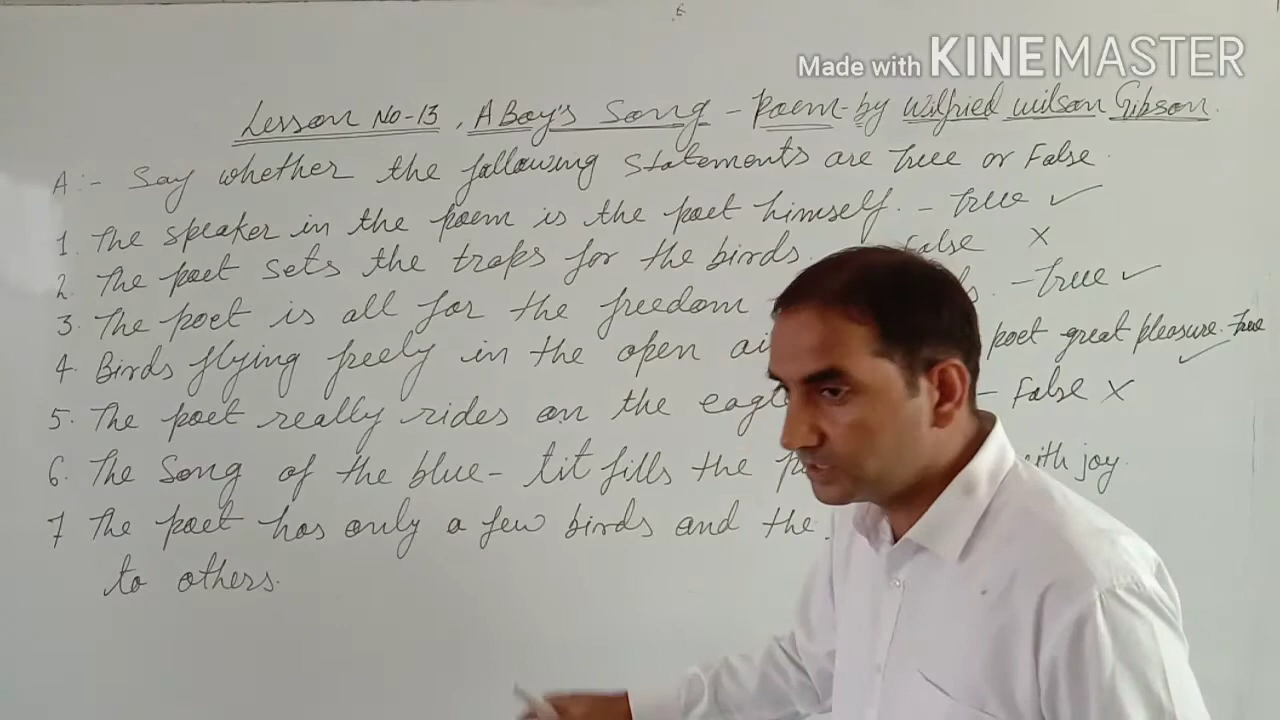 Made with KINEMASTER
Lesson No-13, A Boy's Song - Poem - by Wilfried Wilson Gibson.
A:- Say whether the following statements are True or False.
1. The speaker in the poem is the poet himself. - True ✓
2. The poet sets the traps for the birds. False ✗
3. The poet is all for the freedom - True ✓
4. Birds flying freely in the open poet great pleasure. True ✓
5. The poet really rides on the - False ✗
6. The Song of the blue-tit fills the with joy.
7 The poet has only a few birds and the
to others.